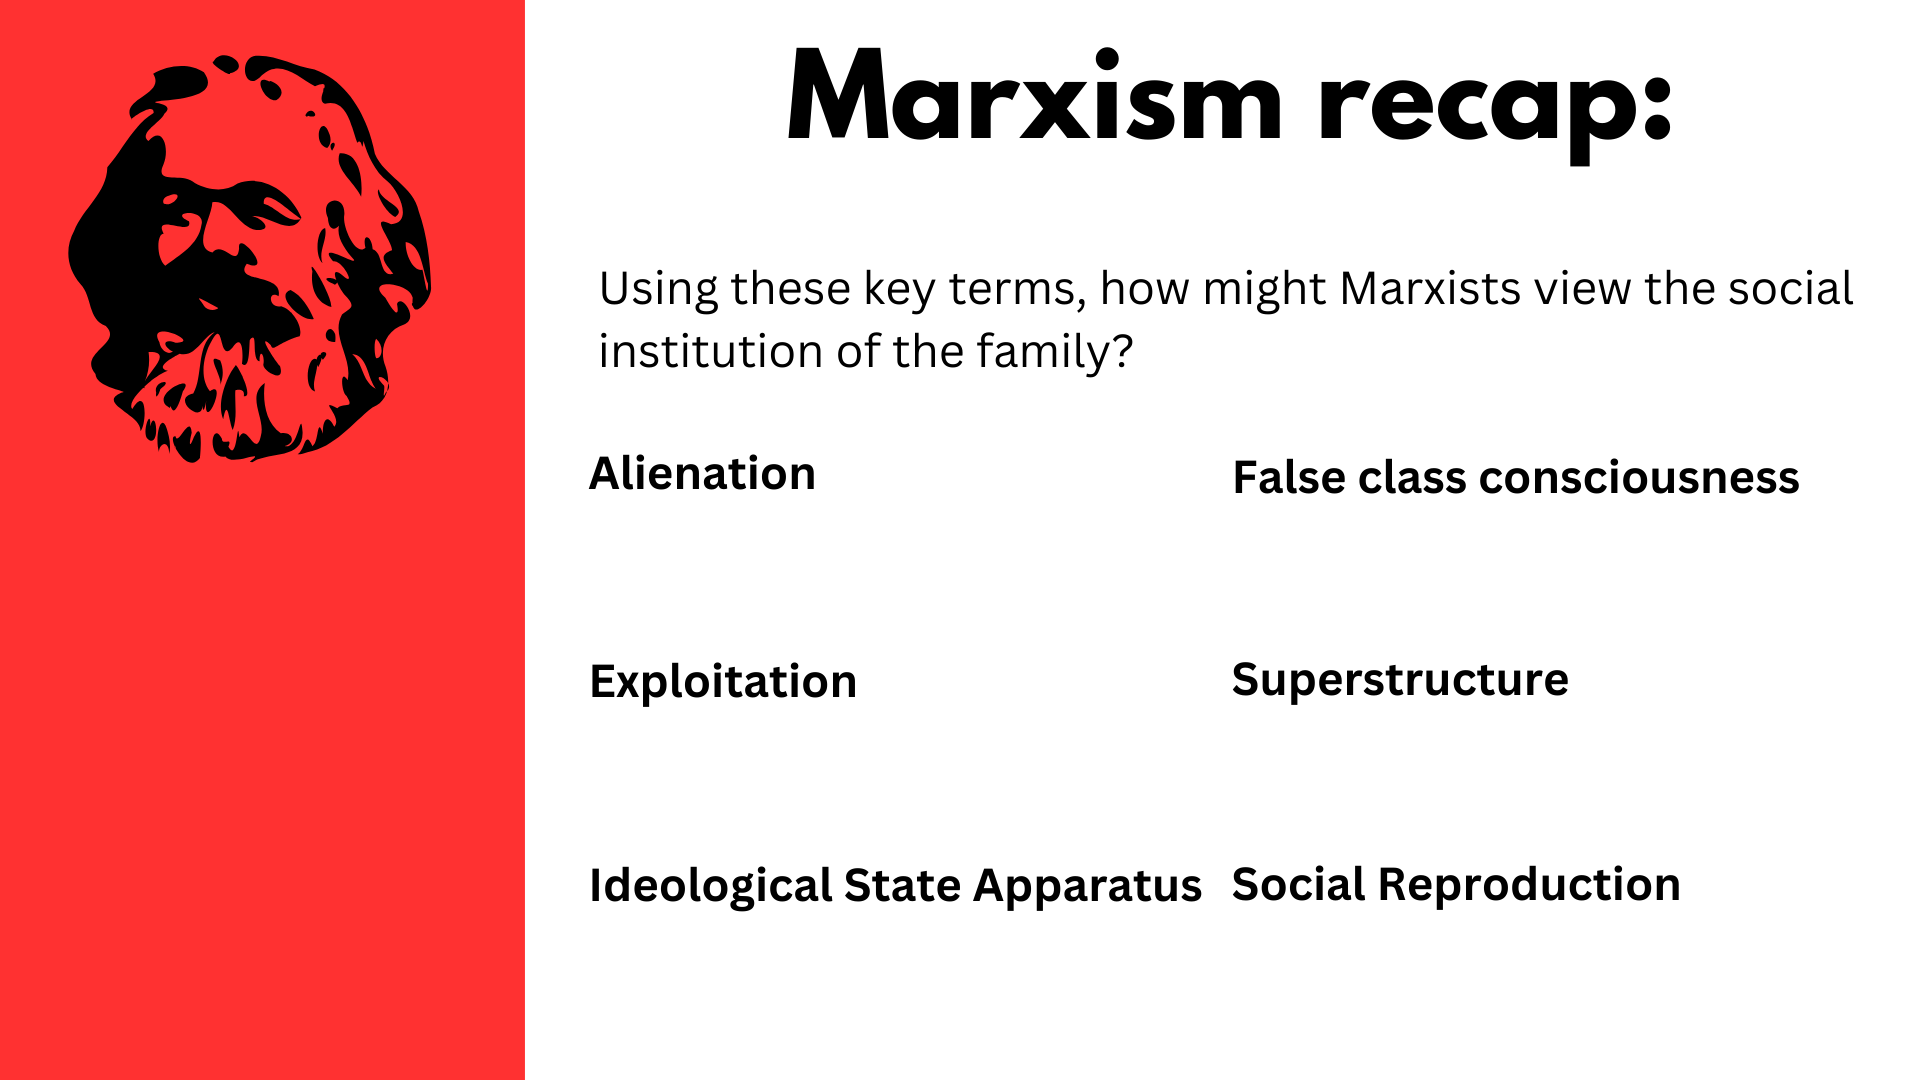 Marxism recap:
Using these key terms, how might Marxists view the social
institution of the family?
Alienation
False class consciousness
Exploitation
Superstructure
Ideological State Apparatus
Social Reproduction